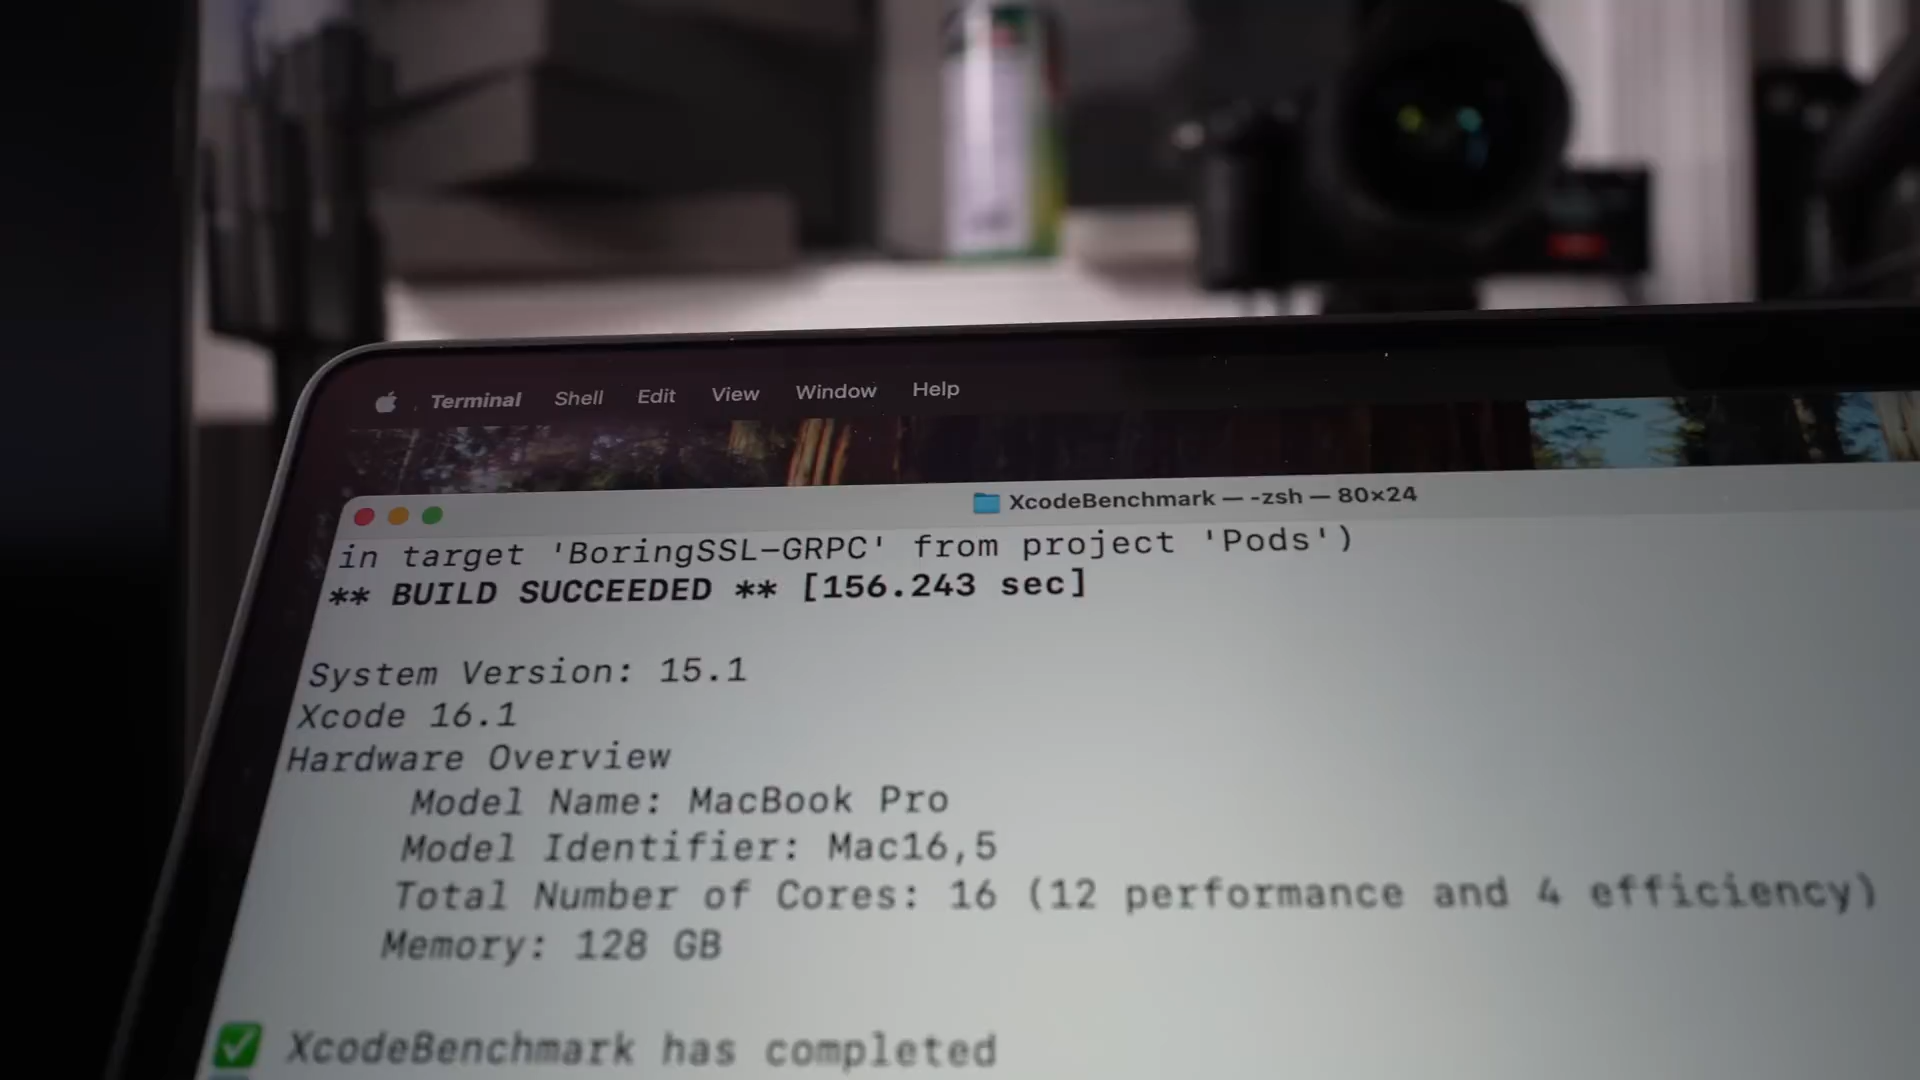 Terminal Shell Edit View Window Help
XcodeBenchmark — -zsh — 80×24
in target 'BoringSSL-GRPC' from project 'Pods')
** BUILD SUCCEEDED ** [156.243 sec]
System Version: 15.1
Xcode 16.1
Hardware Overview
Model Name: MacBook Pro
Model Identifier: Mac16,5
Total Number of Cores: 16 (12 performance and 4 efficiency)
Memory: 128 GB
✅ XcodeBenchmark has completed